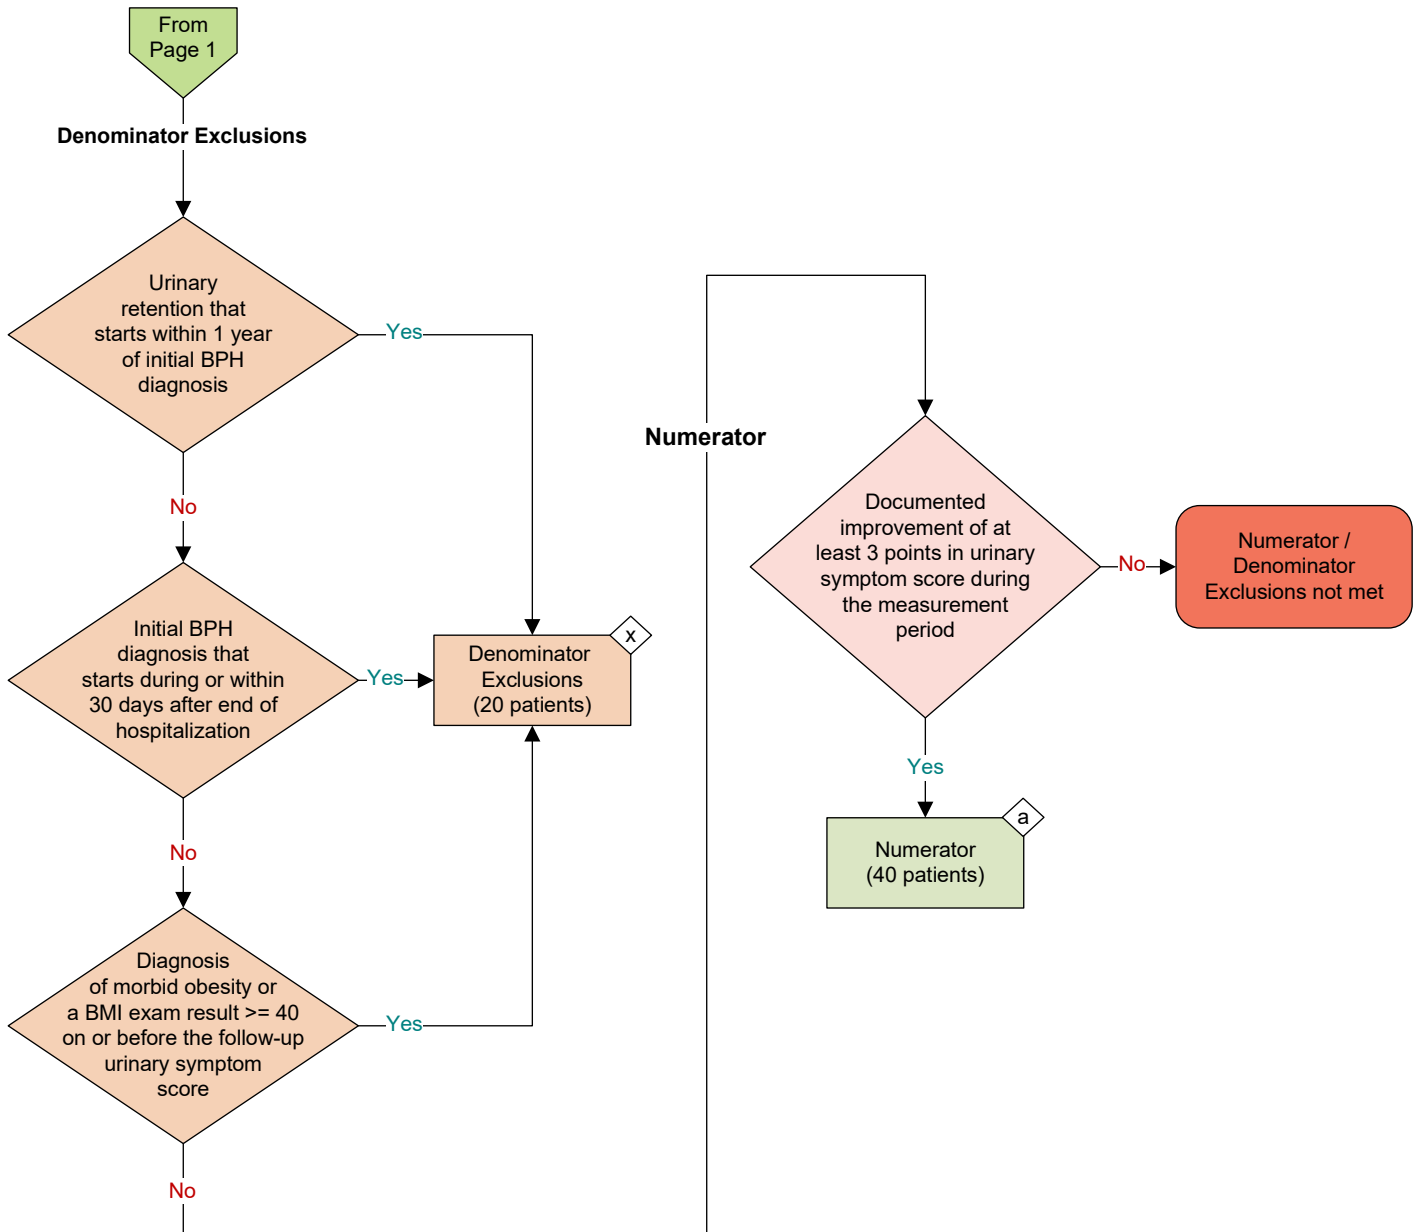 From
Page 1
Denominator Exclusions
Urinary
retention that
starts within 1 year
of initial BPH
diagnosis
Yes
No
Initial BPH
diagnosis that
starts during or within
30 days after end of
hospitalization
Yes
x
Denominator
Exclusions
(20 patients)
No
Diagnosis
of morbid obesity or
a BMI exam result >= 40
on or before the follow-up
urinary symptom
score
Yes
No
Numerator
Documented
improvement of at
least 3 points in urinary
symptom score during
the measurement
period
No
Numerator /
Denominator
Exclusions not met
Yes
a
Numerator
(40 patients)